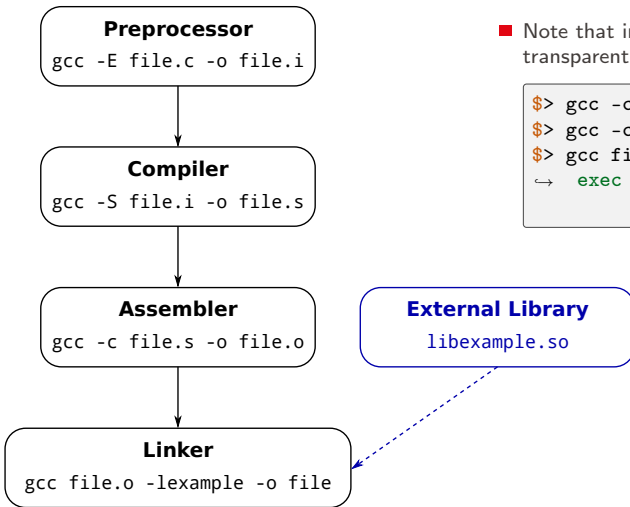 Preprocessor
gcc -E file.c -o file.i
Compiler
gcc -S file.i -o file.s
Assembler
gcc -c file.s -o file.o
Linker
gcc file.o -lexample -o file
External Library
libexample.so
■ Note that
transparent
$> gcc
$> gcc
$> gcc
↪ exec